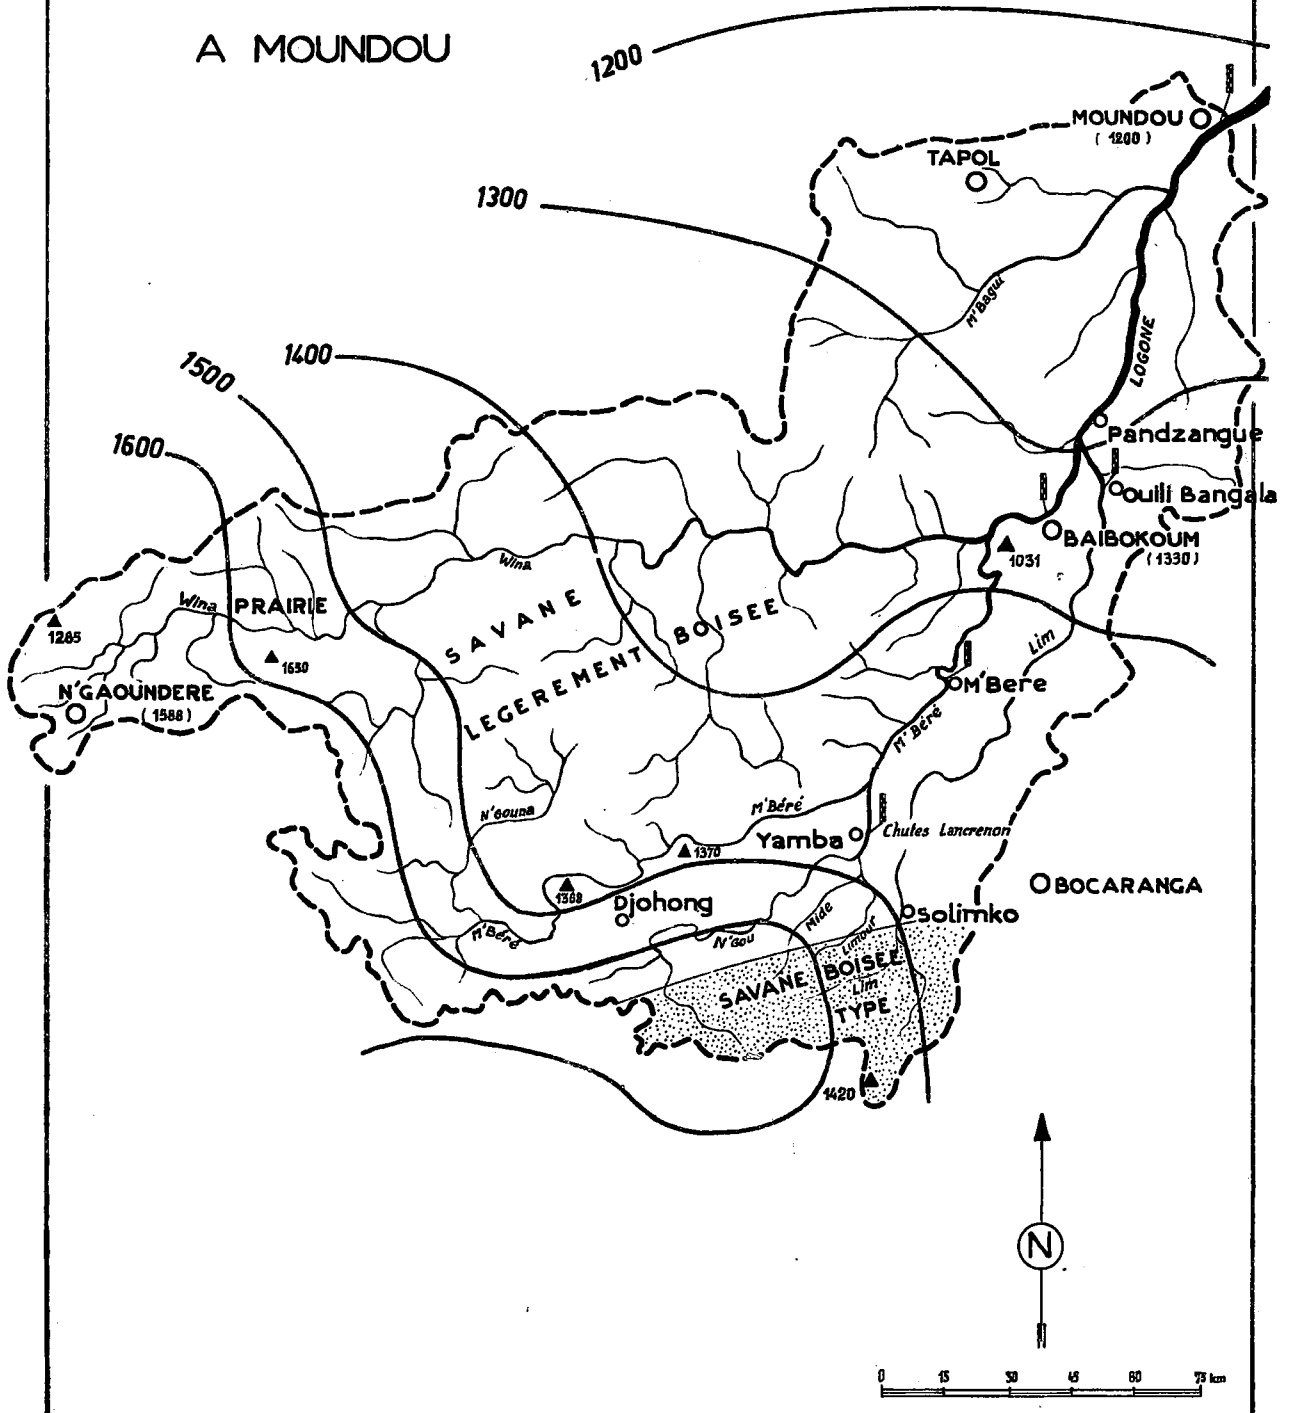 A MOUNDOU
1200
MOUNDOU
( 1200 )
TAPOL
1300
M'Bagui
LOGONE
1400
1500
1600
Pandzangue
Ouili Bangala
BAIBOKOUM
( 1330 )
1031
Wina
Wina
PRAIRIE
SAVANE
BOISEE
LEGEREMENT
1285
1650
Lim
N'GAOUNDERE
( 1588 )
M'Bere
M'Béré
N'Gouna
M'Béré
Yamba
Chutes Lancrenon
1370
1368
Djohong
BOCARANGA
Solimko
M'Béré
N'Gou
Mide
Limour
SAVANE BOISEE
Lim
TYPE
1420
N
0 15 30 45 60 75 km